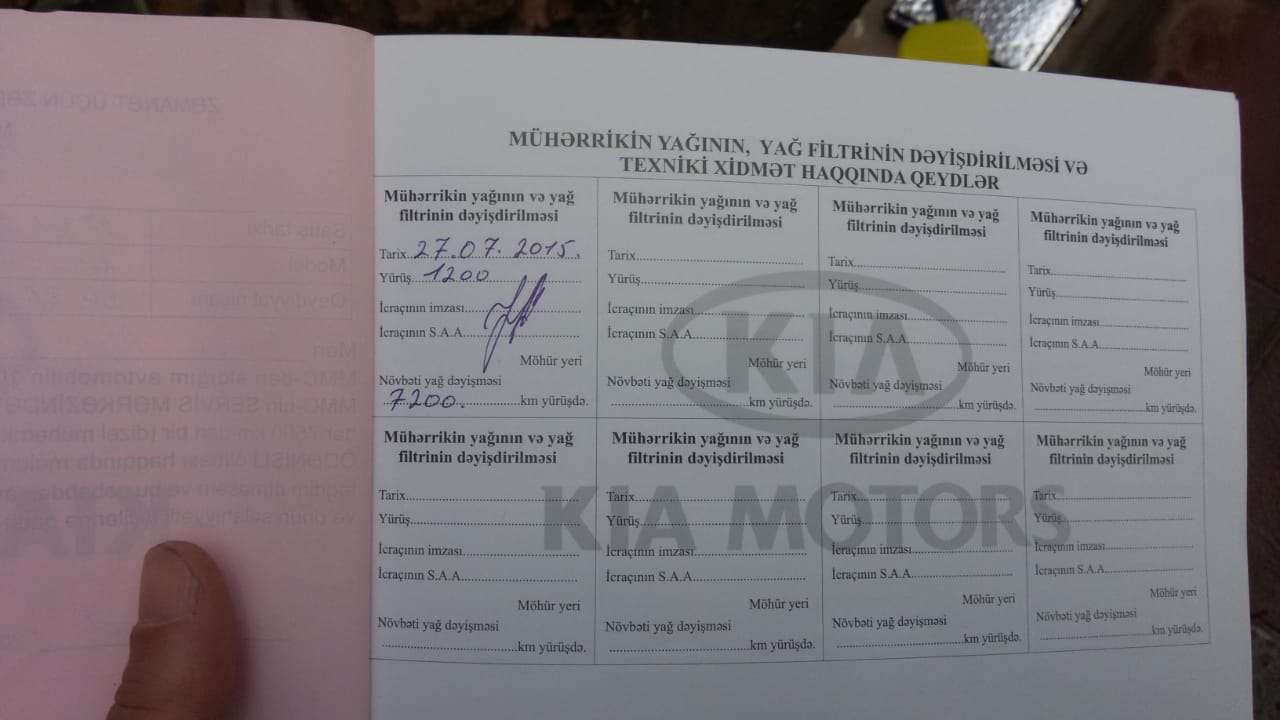 MÜHƏRRİKİN YAĞININ, YAĞ FİLTRİNİN DƏYİŞDİRİLMƏSİ VƏ
TEXNİKİ XİDMƏT HAQQINDA QEYDLƏR
Mühərrikin yağının və yağ
filtrinin dəyişdirilməsi
Tarix 27.07.2015.
Yürüş 1200
İcraçının imzası
İcraçının S.A.A
Möhür yeri
Növbəti yağ dəyişməsi
7200. km yürüşdə.
Mühərrikin yağının və yağ
filtrinin dəyişdirilməsi
Tarix
Yürüş
İcraçının imzası
İcraçının S.A.A
Möhür yeri
Növbəti yağ dəyişməsi
km yürüşdə.
Mühərrikin yağının və yağ
filtrinin dəyişdirilməsi
Tarix
Yürüş
İcraçının imzası
İcraçının S.A.A
Möhür yeri
Növbəti yağ dəyişməsi
km yürüşdə.
Mühərrikin yağının və yağ
filtrinin dəyişdirilməsi
Tarix
Yürüş
İcraçının imzası
İcraçının S.A.A
Möhür yeri
Növbəti yağ dəyişməsi
km yürüşdə.
KIA
Mühərrikin yağının və yağ
filtrinin dəyişdirilməsi
Tarix
Yürüş
İcraçının imzası
İcraçının S.A.A
Möhür yeri
Növbəti yağ dəyişməsi
km yürüşdə.
Mühərrikin yağının və yağ
filtrinin dəyişdirilməsi
Tarix
Yürüş
İcraçının imzası
İcraçının S.A.A
Möhür yeri
Növbəti yağ dəyişməsi
km yürüşdə.
Mühərrikin yağının və yağ
filtrinin dəyişdirilməsi
Tarix
Yürüş
İcraçının imzası
İcraçının S.A.A
Möhür yeri
Növbəti yağ dəyişməsi
km yürüşdə.
Mühərrikin yağının və yağ
filtrinin dəyişdirilməsi
Tarix
Yürüş
İcraçının imzası
İcraçının S.A.A
Möhür yeri
Növbəti yağ dəyişməsi
km yürüşdə.
KIA MOTORS